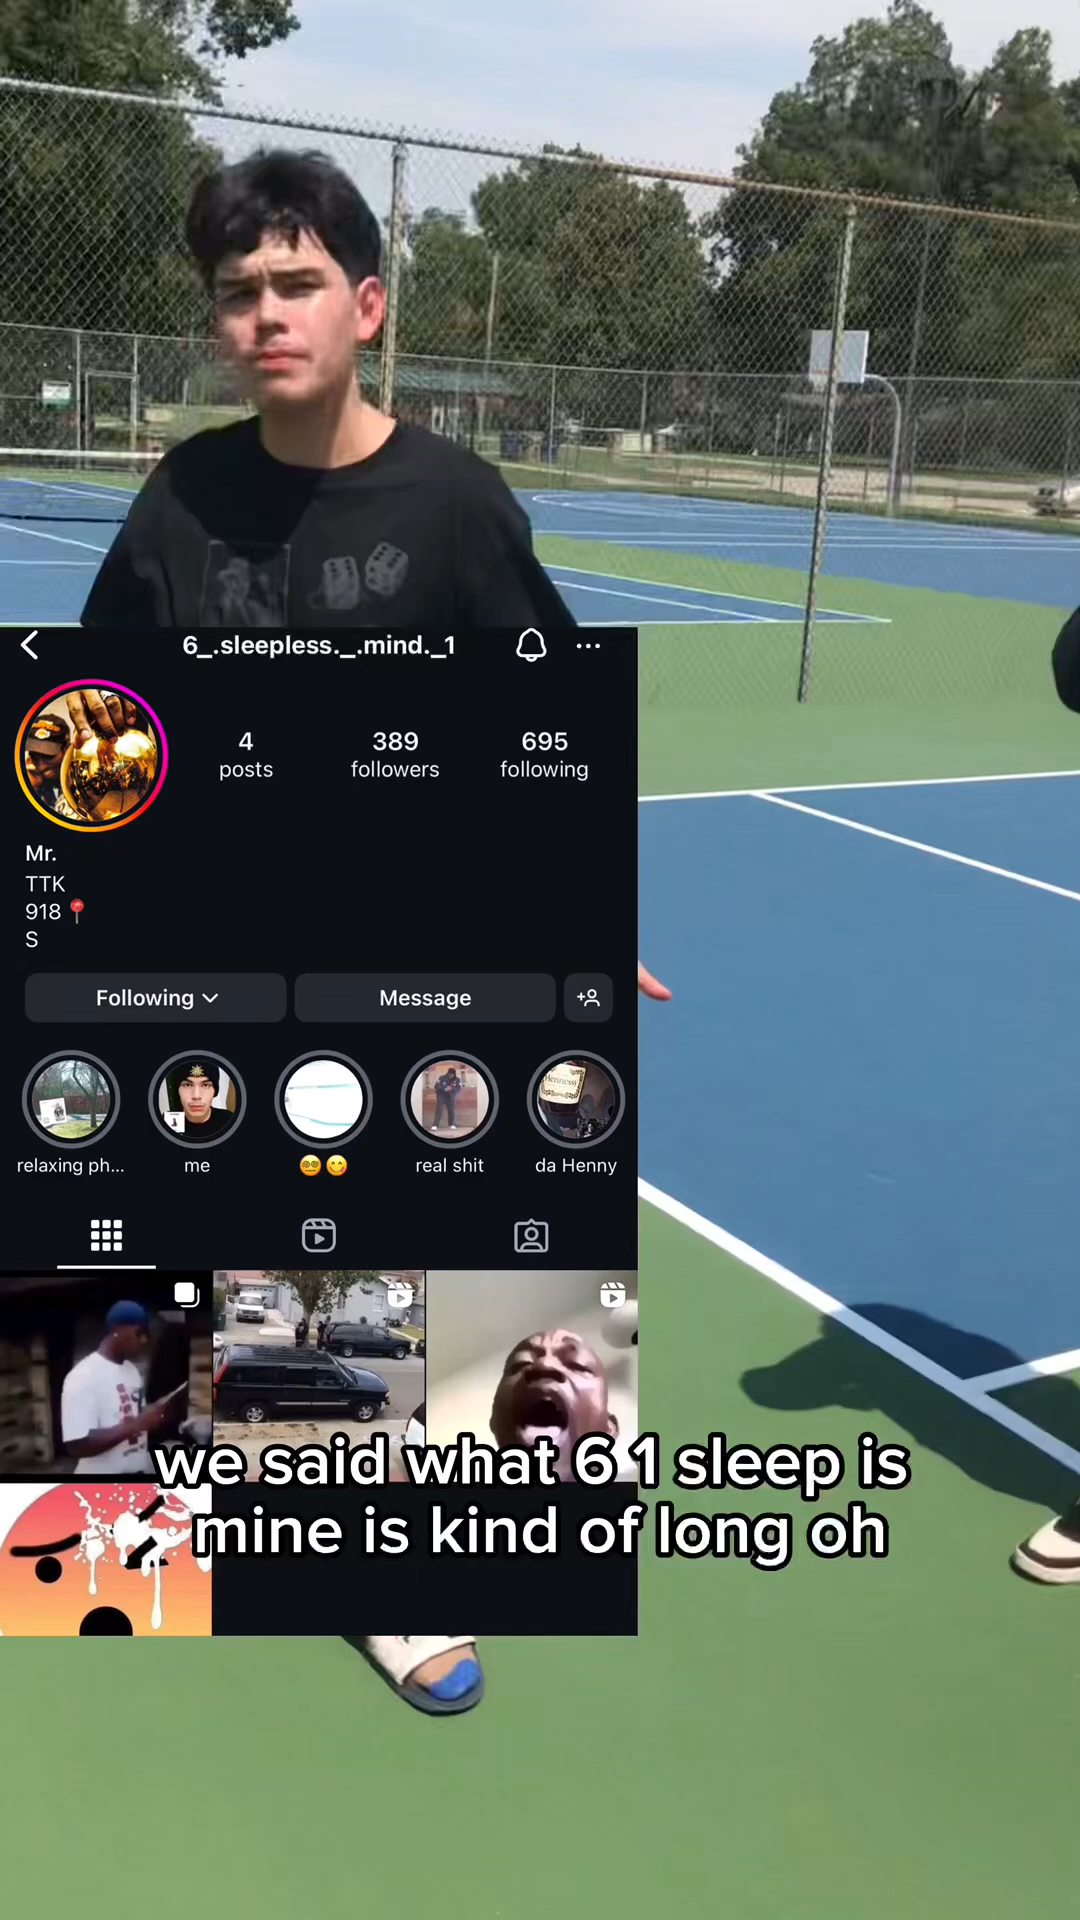 6_.sleepless._.mind._1
4
posts
389
followers
695
following
Mr.
TTK
918📍
S
Following
Message
relaxing ph...
me
😵‍💫😋
real shit
da Henny
Hennessy
we said what 6 1 sleep is
mine is kind of long oh